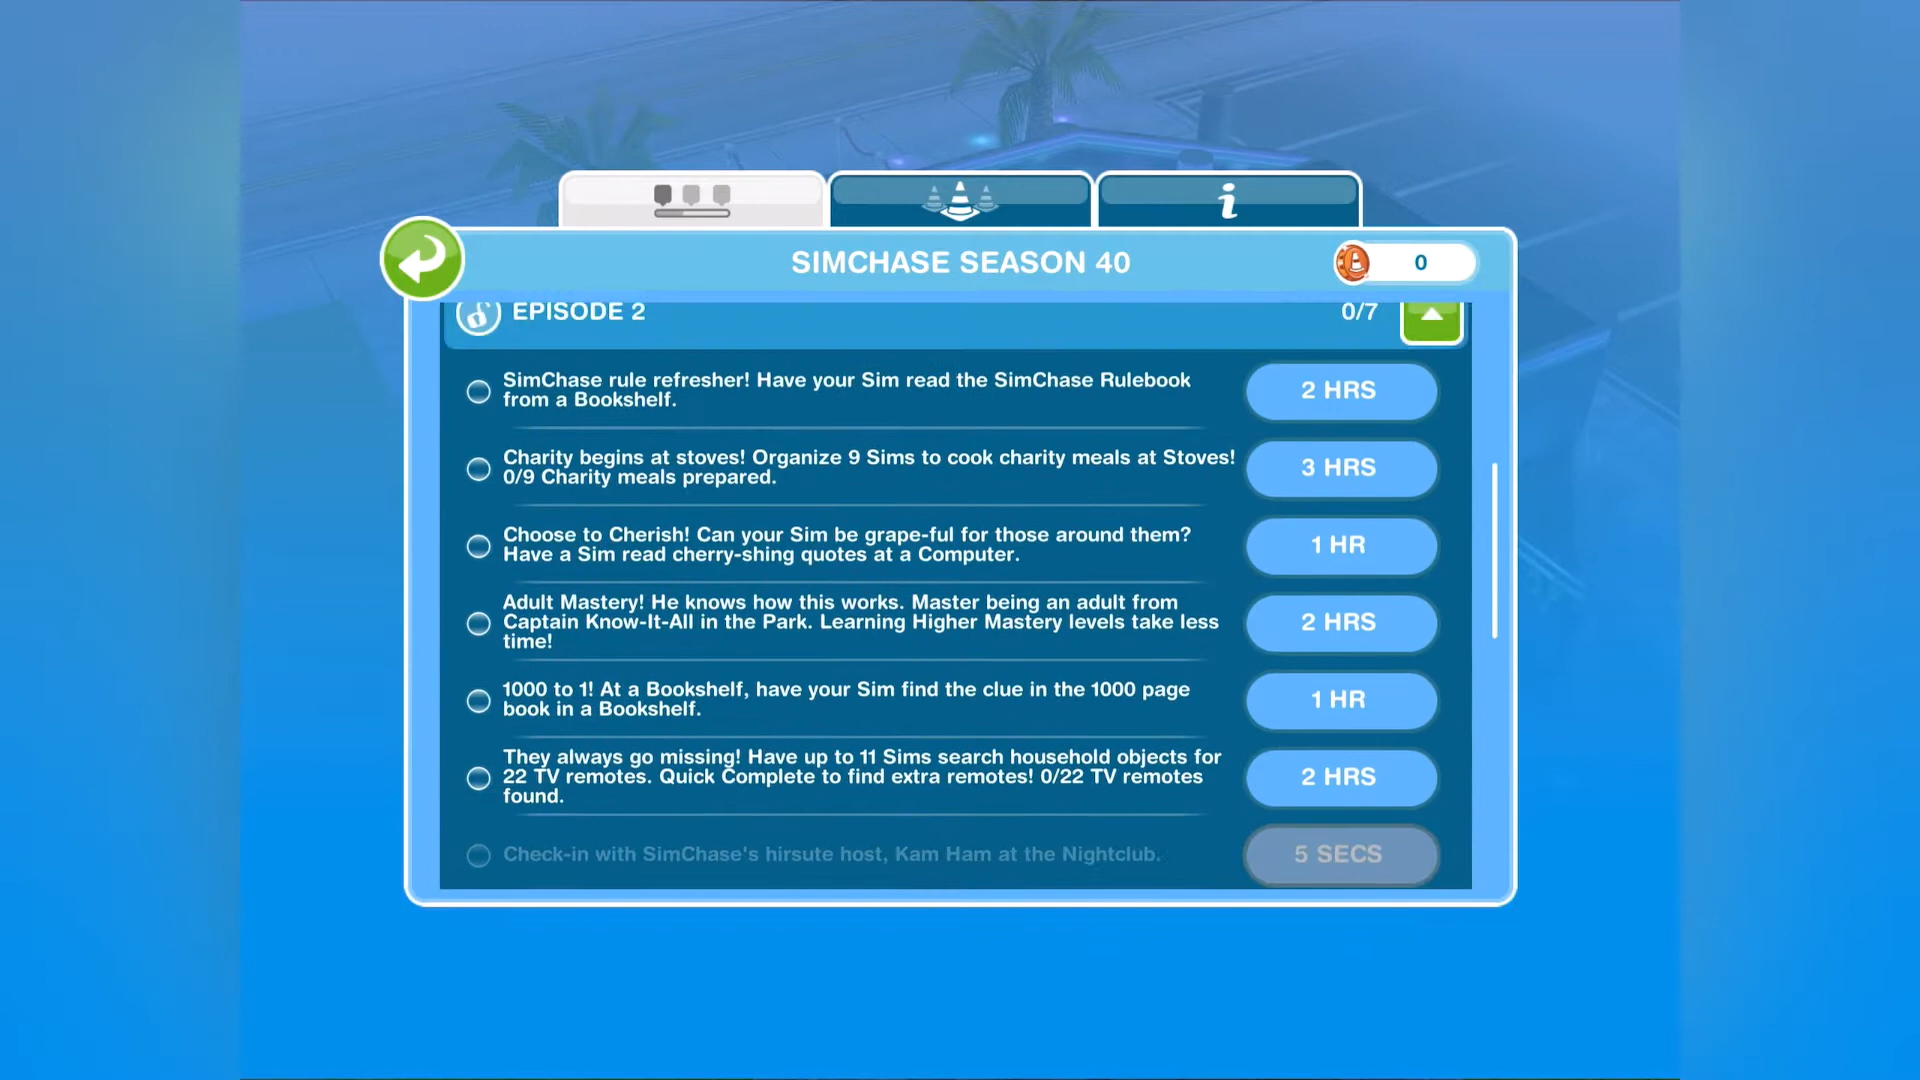 SIMCHASE SEASON 40
0
EPISODE 2
0/7
SimChase rule refresher! Have your Sim read the SimChase Rulebook
from a Bookshelf.
2 HRS
Charity begins at stoves! Organize 9 Sims to cook charity meals at Stoves!
0/9 Charity meals prepared.
3 HRS
Choose to Cherish! Can your Sim be grape-ful for those around them?
Have a Sim read cherry-shing quotes at a Computer.
1 HR
Adult Mastery! He knows how this works. Master being an adult from
Captain Know-It-All in the Park. Learning Higher Mastery levels take less
time!
2 HRS
1000 to 1! At a Bookshelf, have your Sim find the clue in the 1000 page
book in a Bookshelf.
1 HR
They always go missing! Have up to 11 Sims search household objects for
22 TV remotes. Quick Complete to find extra remotes! 0/22 TV remotes
found.
2 HRS
Check-in with SimChase's hirsute host, Kam Ham at the Nightclub.
5 SECS